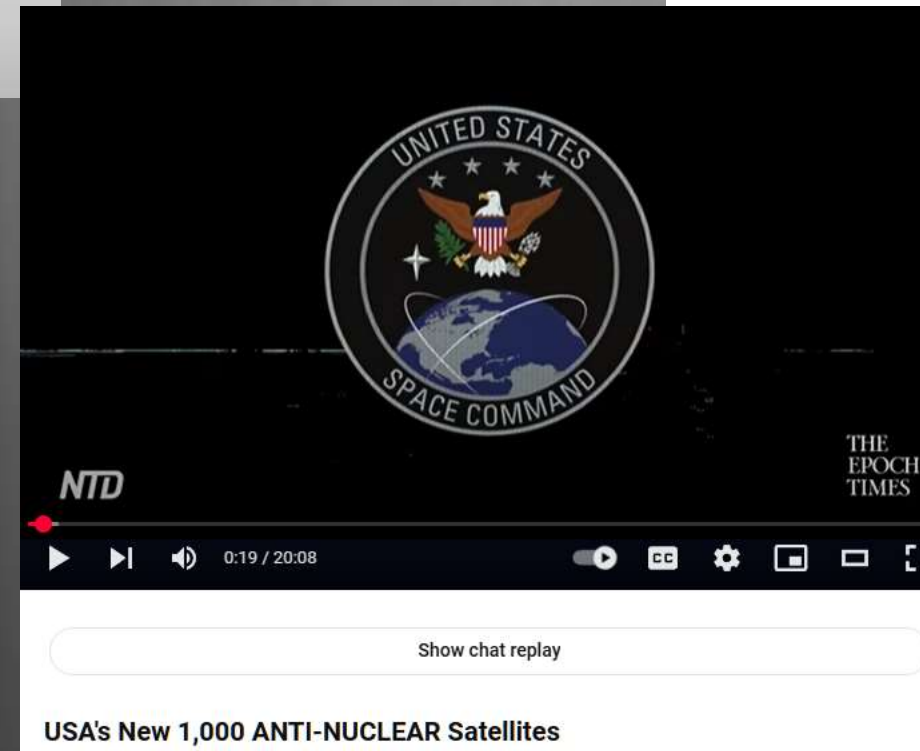 UNITED STATES
SPACE COMMAND
NTD
THE
EPOCH
TIMES
0:19 / 20:08
CC
Show chat replay
USA's New 1,000 ANTI-NUCLEAR Satellites